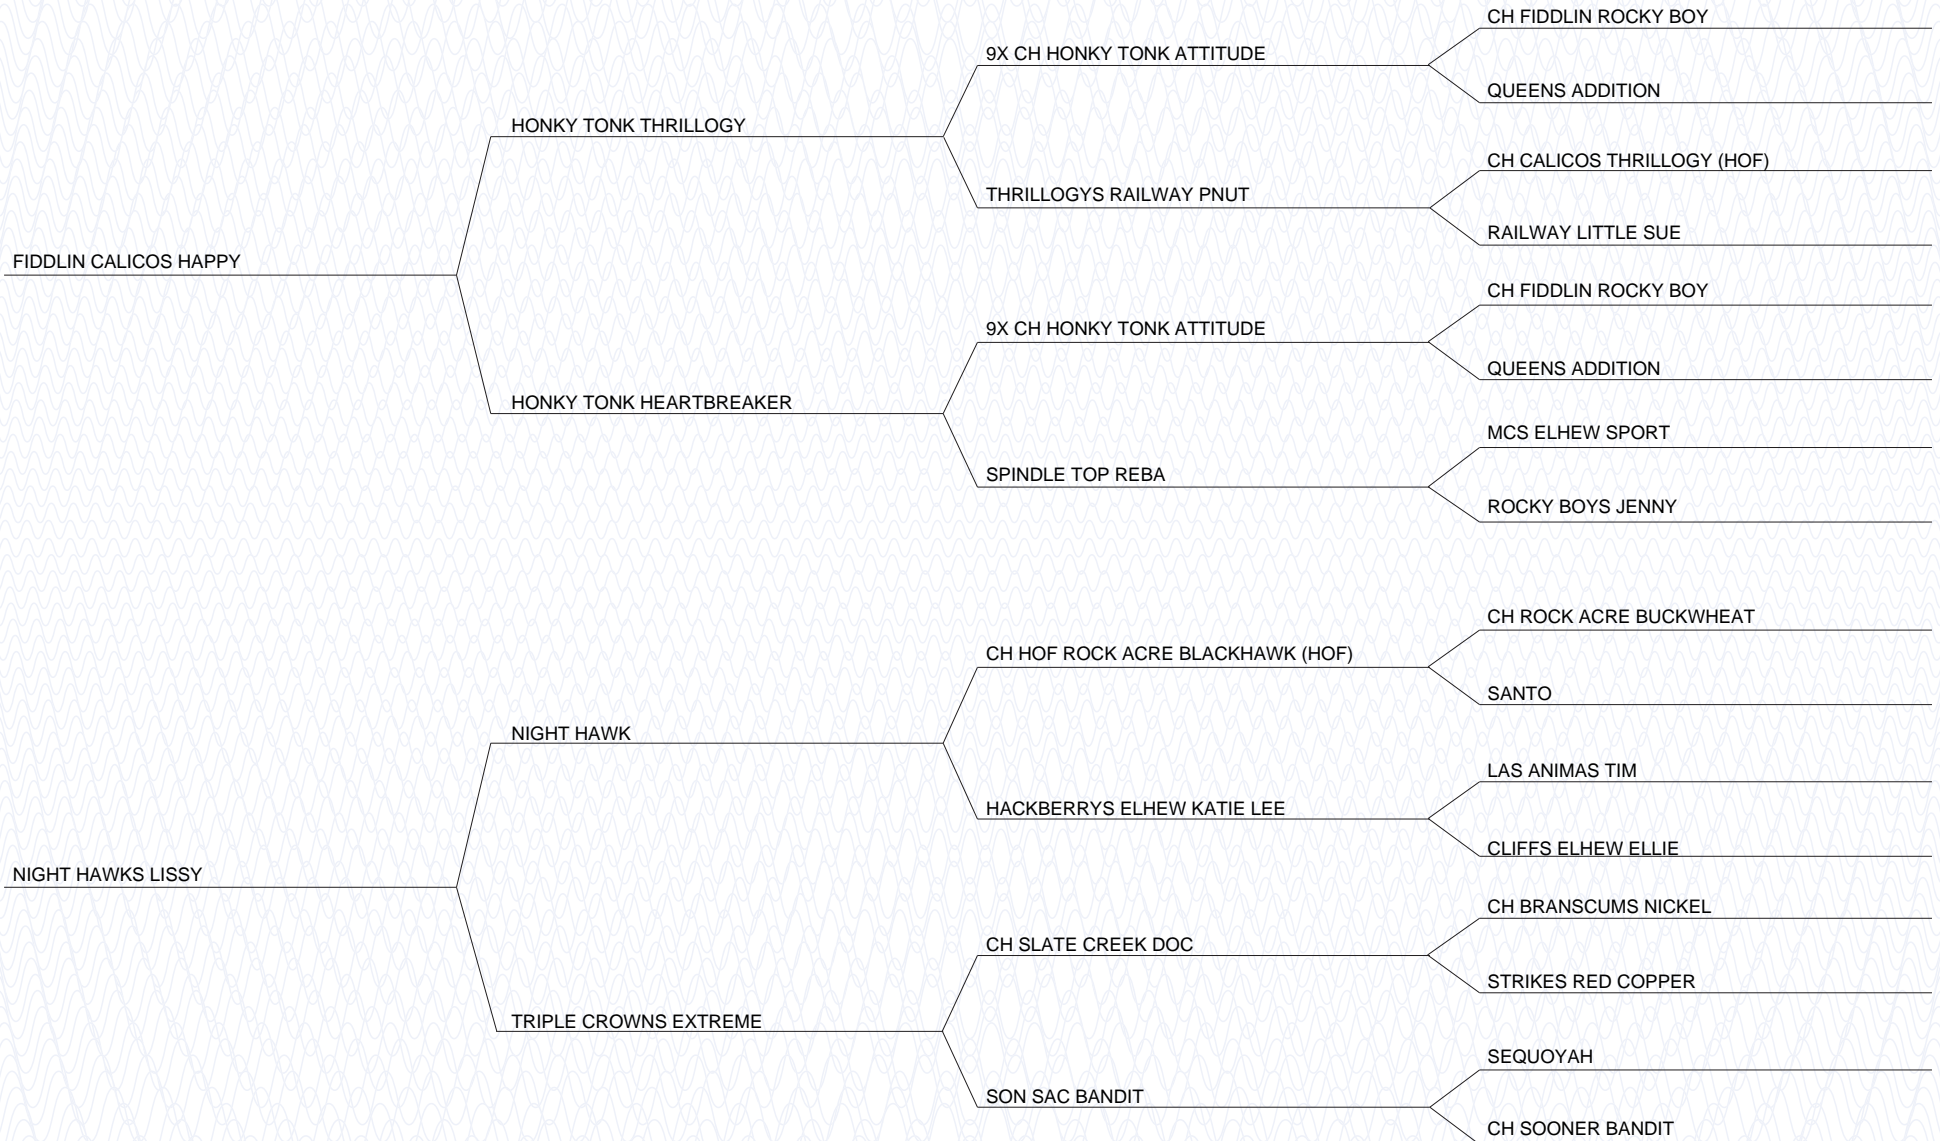 CH FIDDLIN ROCKY BOY
9X CH HONKY TONK ATTITUDE
QUEENS ADDITION
HONKY TONK THRILLOGY
CH CALICOS THRILLOGY (HOF)
THRILLOGYS RAILWAY PNUT
RAILWAY LITTLE SUE
FIDDLIN CALICOS HAPPY
CH FIDDLIN ROCKY BOY
9X CH HONKY TONK ATTITUDE
QUEENS ADDITION
HONKY TONK HEARTBREAKER
MCS ELHEW SPORT
SPINDLE TOP REBA
ROCKY BOYS JENNY
CH ROCK ACRE BUCKWHEAT
CH HOF ROCK ACRE BLACKHAWK (HOF)
SANTO
NIGHT HAWK
LAS ANIMAS TIM
HACKBERRYS ELHEW KATIE LEE
CLIFFS ELHEW ELLIE
NIGHT HAWKS LISSY
CH BRANSCUMS NICKEL
CH SLATE CREEK DOC
STRIKES RED COPPER
TRIPLE CROWNS EXTREME
SEQUOYAH
SON SAC BANDIT
CH SOONER BANDIT